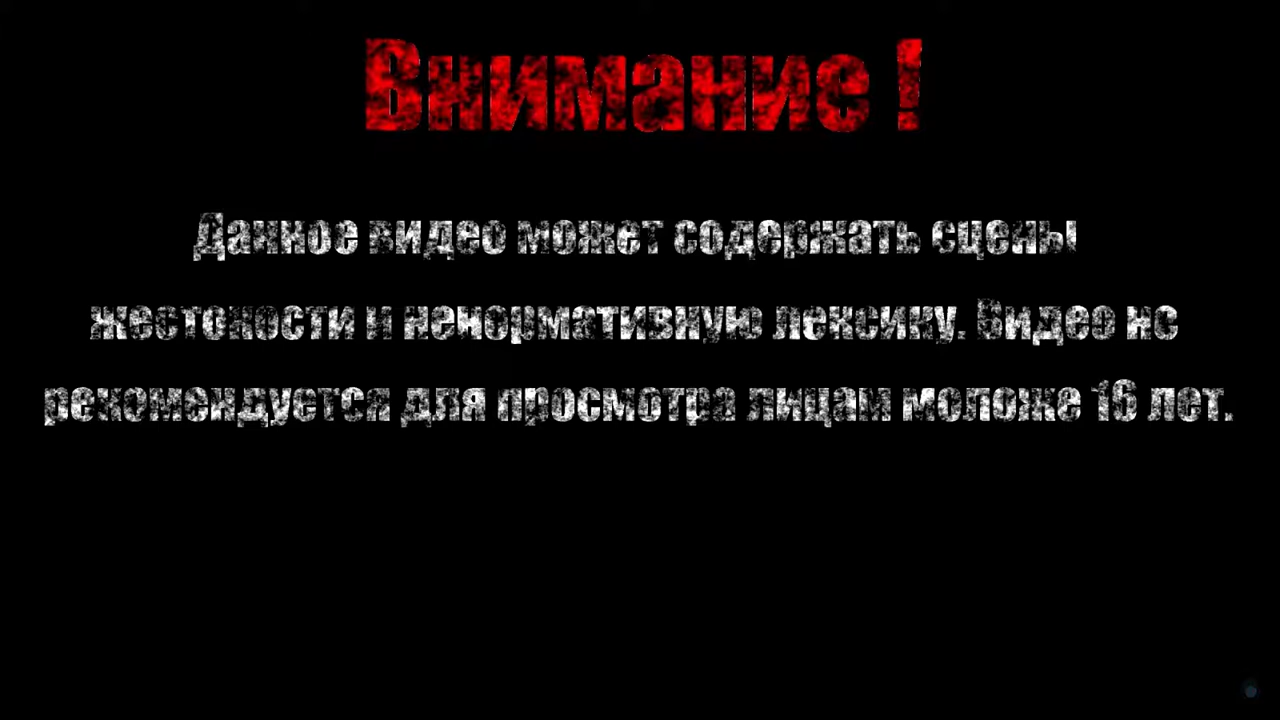 Внимание !
Данное видео может содержать сцены
жестокости и ненормативную лексику. Видео не
рекомендуется для просмотра лицам моложе 16 лет.